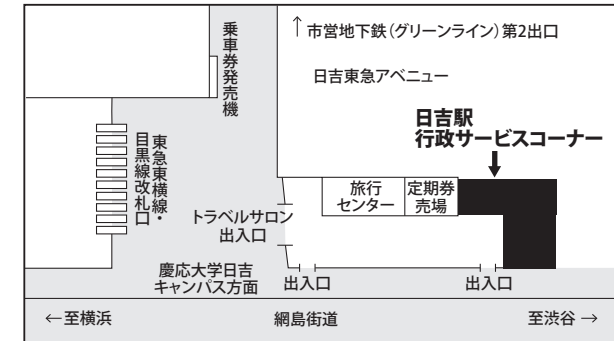 ↑市営地下鉄（グリーンライン）第2出口
日吉東急アベニュー
乗車券発売機
日吉駅
行政サービスコーナー
東急東横線・
目黒線改札口
旅行
センター
定期券
売場
トラベルサロン
出入口
慶応大学日吉
キャンパス方面
出入口
出入口
←至横浜
綱島街道
至渋谷→